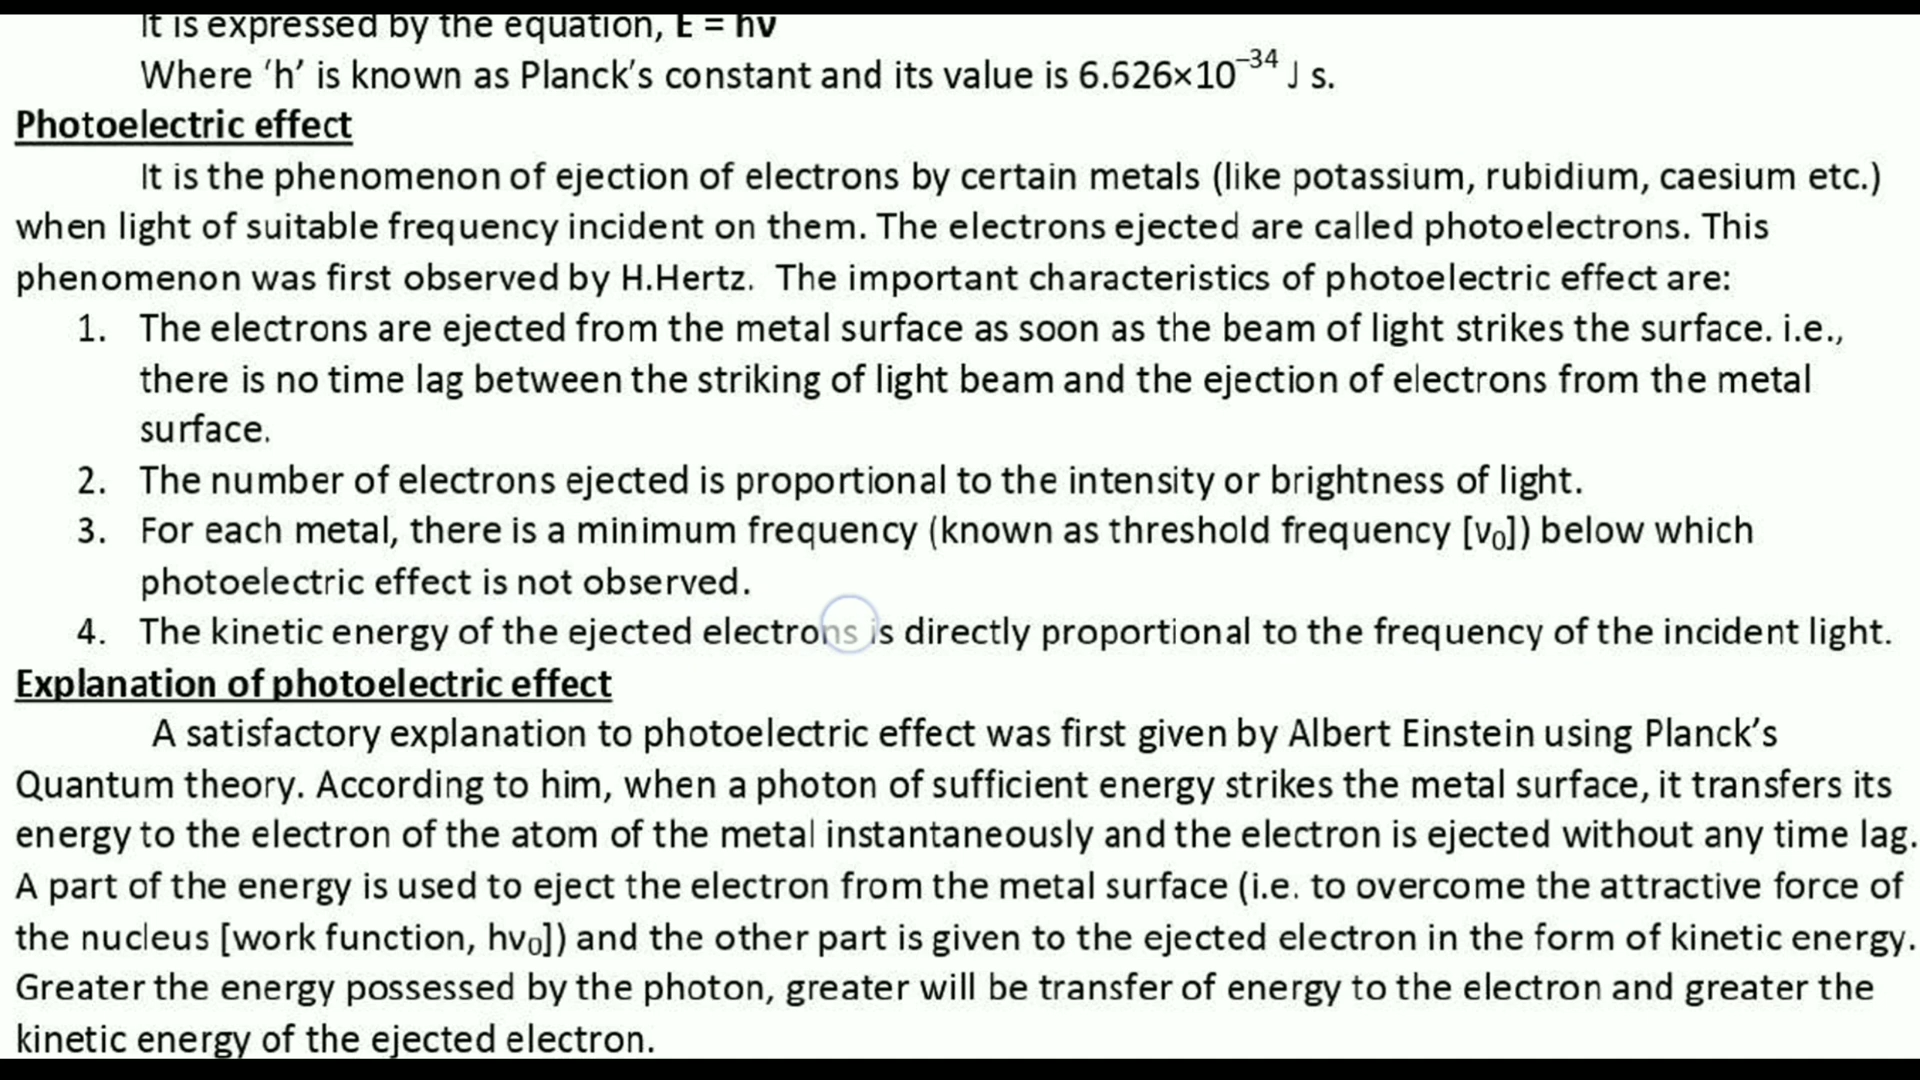 It is expressed by the equation, E = hν
Where ‘h’ is known as Planck’s constant and its value is 6.626×10⁻³⁴ J s.
Photoelectric effect
It is the phenomenon of ejection of electrons by certain metals (like potassium, rubidium, caesium etc.)
when light of suitable frequency incident on them. The electrons ejected are called photoelectrons. This
phenomenon was first observed by H.Hertz. The important characteristics of photoelectric effect are:
1. The electrons are ejected from the metal surface as soon as the beam of light strikes the surface. i.e.,
there is no time lag between the striking of light beam and the ejection of electrons from the metal
surface.
2. The number of electrons ejected is proportional to the intensity or brightness of light.
3. For each metal, there is a minimum frequency (known as threshold frequency [ν₀]) below which
photoelectric effect is not observed.
4. The kinetic energy of the ejected electrons is directly proportional to the frequency of the incident light.
Explanation of photoelectric effect
A satisfactory explanation to photoelectric effect was first given by Albert Einstein using Planck’s
Quantum theory. According to him, when a photon of sufficient energy strikes the metal surface, it transfers its
energy to the electron of the atom of the metal instantaneously and the electron is ejected without any time lag.
A part of the energy is used to eject the electron from the metal surface (i.e. to overcome the attractive force of
the nucleus [work function, hν₀]) and the other part is given to the ejected electron in the form of kinetic energy.
Greater the energy possessed by the photon, greater will be transfer of energy to the electron and greater the
kinetic energy of the ejected electron.